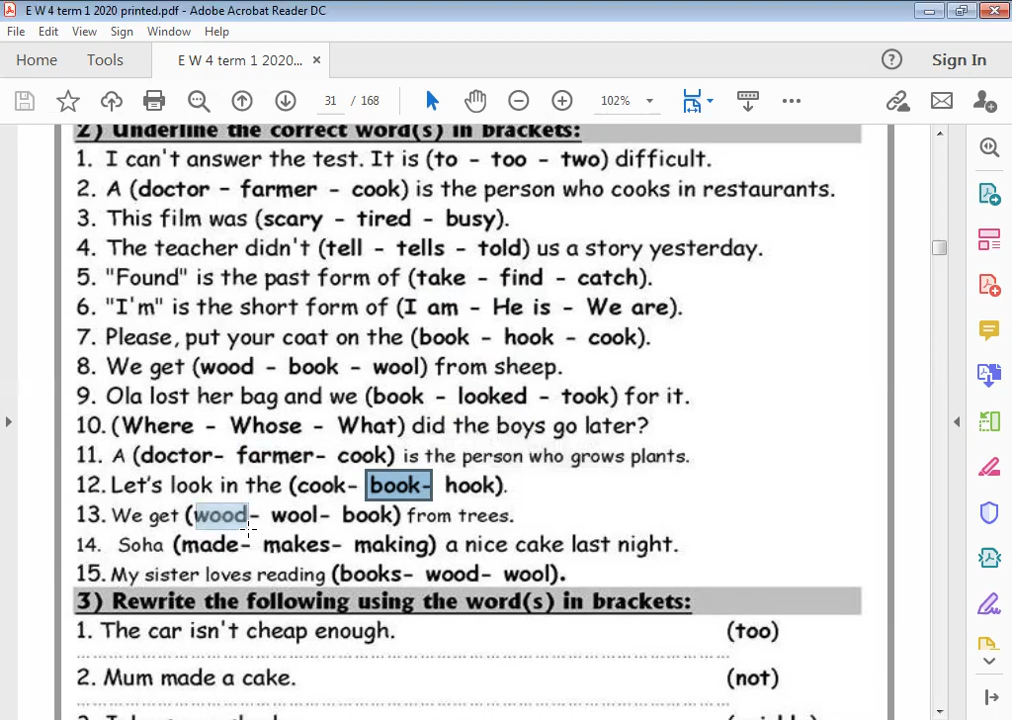 E W 4 term 1 2020 printed.pdf - Adobe Acrobat Reader DC
File Edit View Sign Window Help
Home Tools E W 4 term 1 2020... × Sign In
31 / 168 102%
2) Underline the correct word(s) in brackets:
1. I can't answer the test. It is (to - too - two) difficult.
2. A (doctor - farmer - cook) is the person who cooks in restaurants.
3. This film was (scary - tired - busy).
4. The teacher didn't (tell - tells - told) us a story yesterday.
5. "Found" is the past form of (take - find - catch).
6. "I'm" is the short form of (I am - He is - We are).
7. Please, put your coat on the (book - hook - cook).
8. We get (wood - book - wool) from sheep.
9. Ola lost her bag and we (book - looked - took) for it.
10. (Where - Whose - What) did the boys go later?
11. A (doctor- farmer- cook) is the person who grows plants.
12. Let's look in the (cook- book- hook).
13. We get (wood- wool- book) from trees.
14. Soha (made- makes- making) a nice cake last night.
15. My sister loves reading (books- wood- wool).
3) Rewrite the following using the word(s) in brackets:
1. The car isn't cheap enough. (too)
2. Mum made a cake. (not)